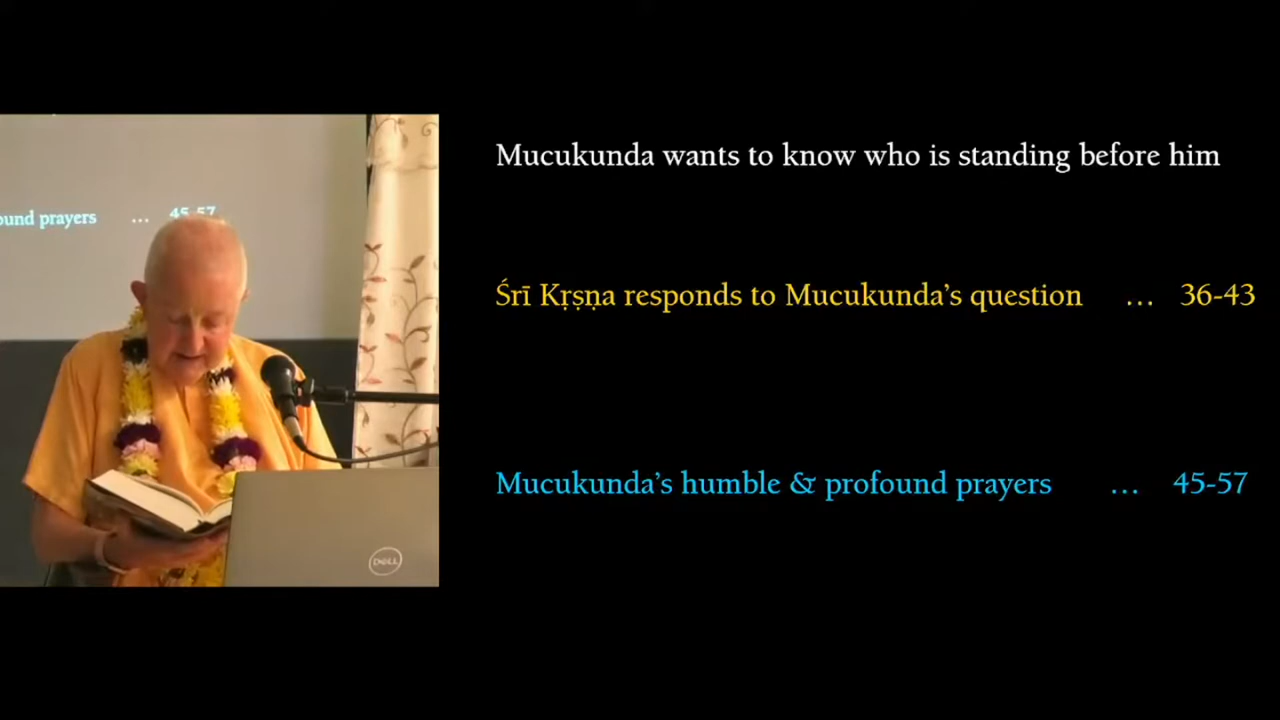 Mucukunda wants to know who is standing before him
Śrī Kṛṣṇa responds to Mucukunda's question … 36-43
Mucukunda's humble & profound prayers … 45-57
ound prayers … 45-57
DELL